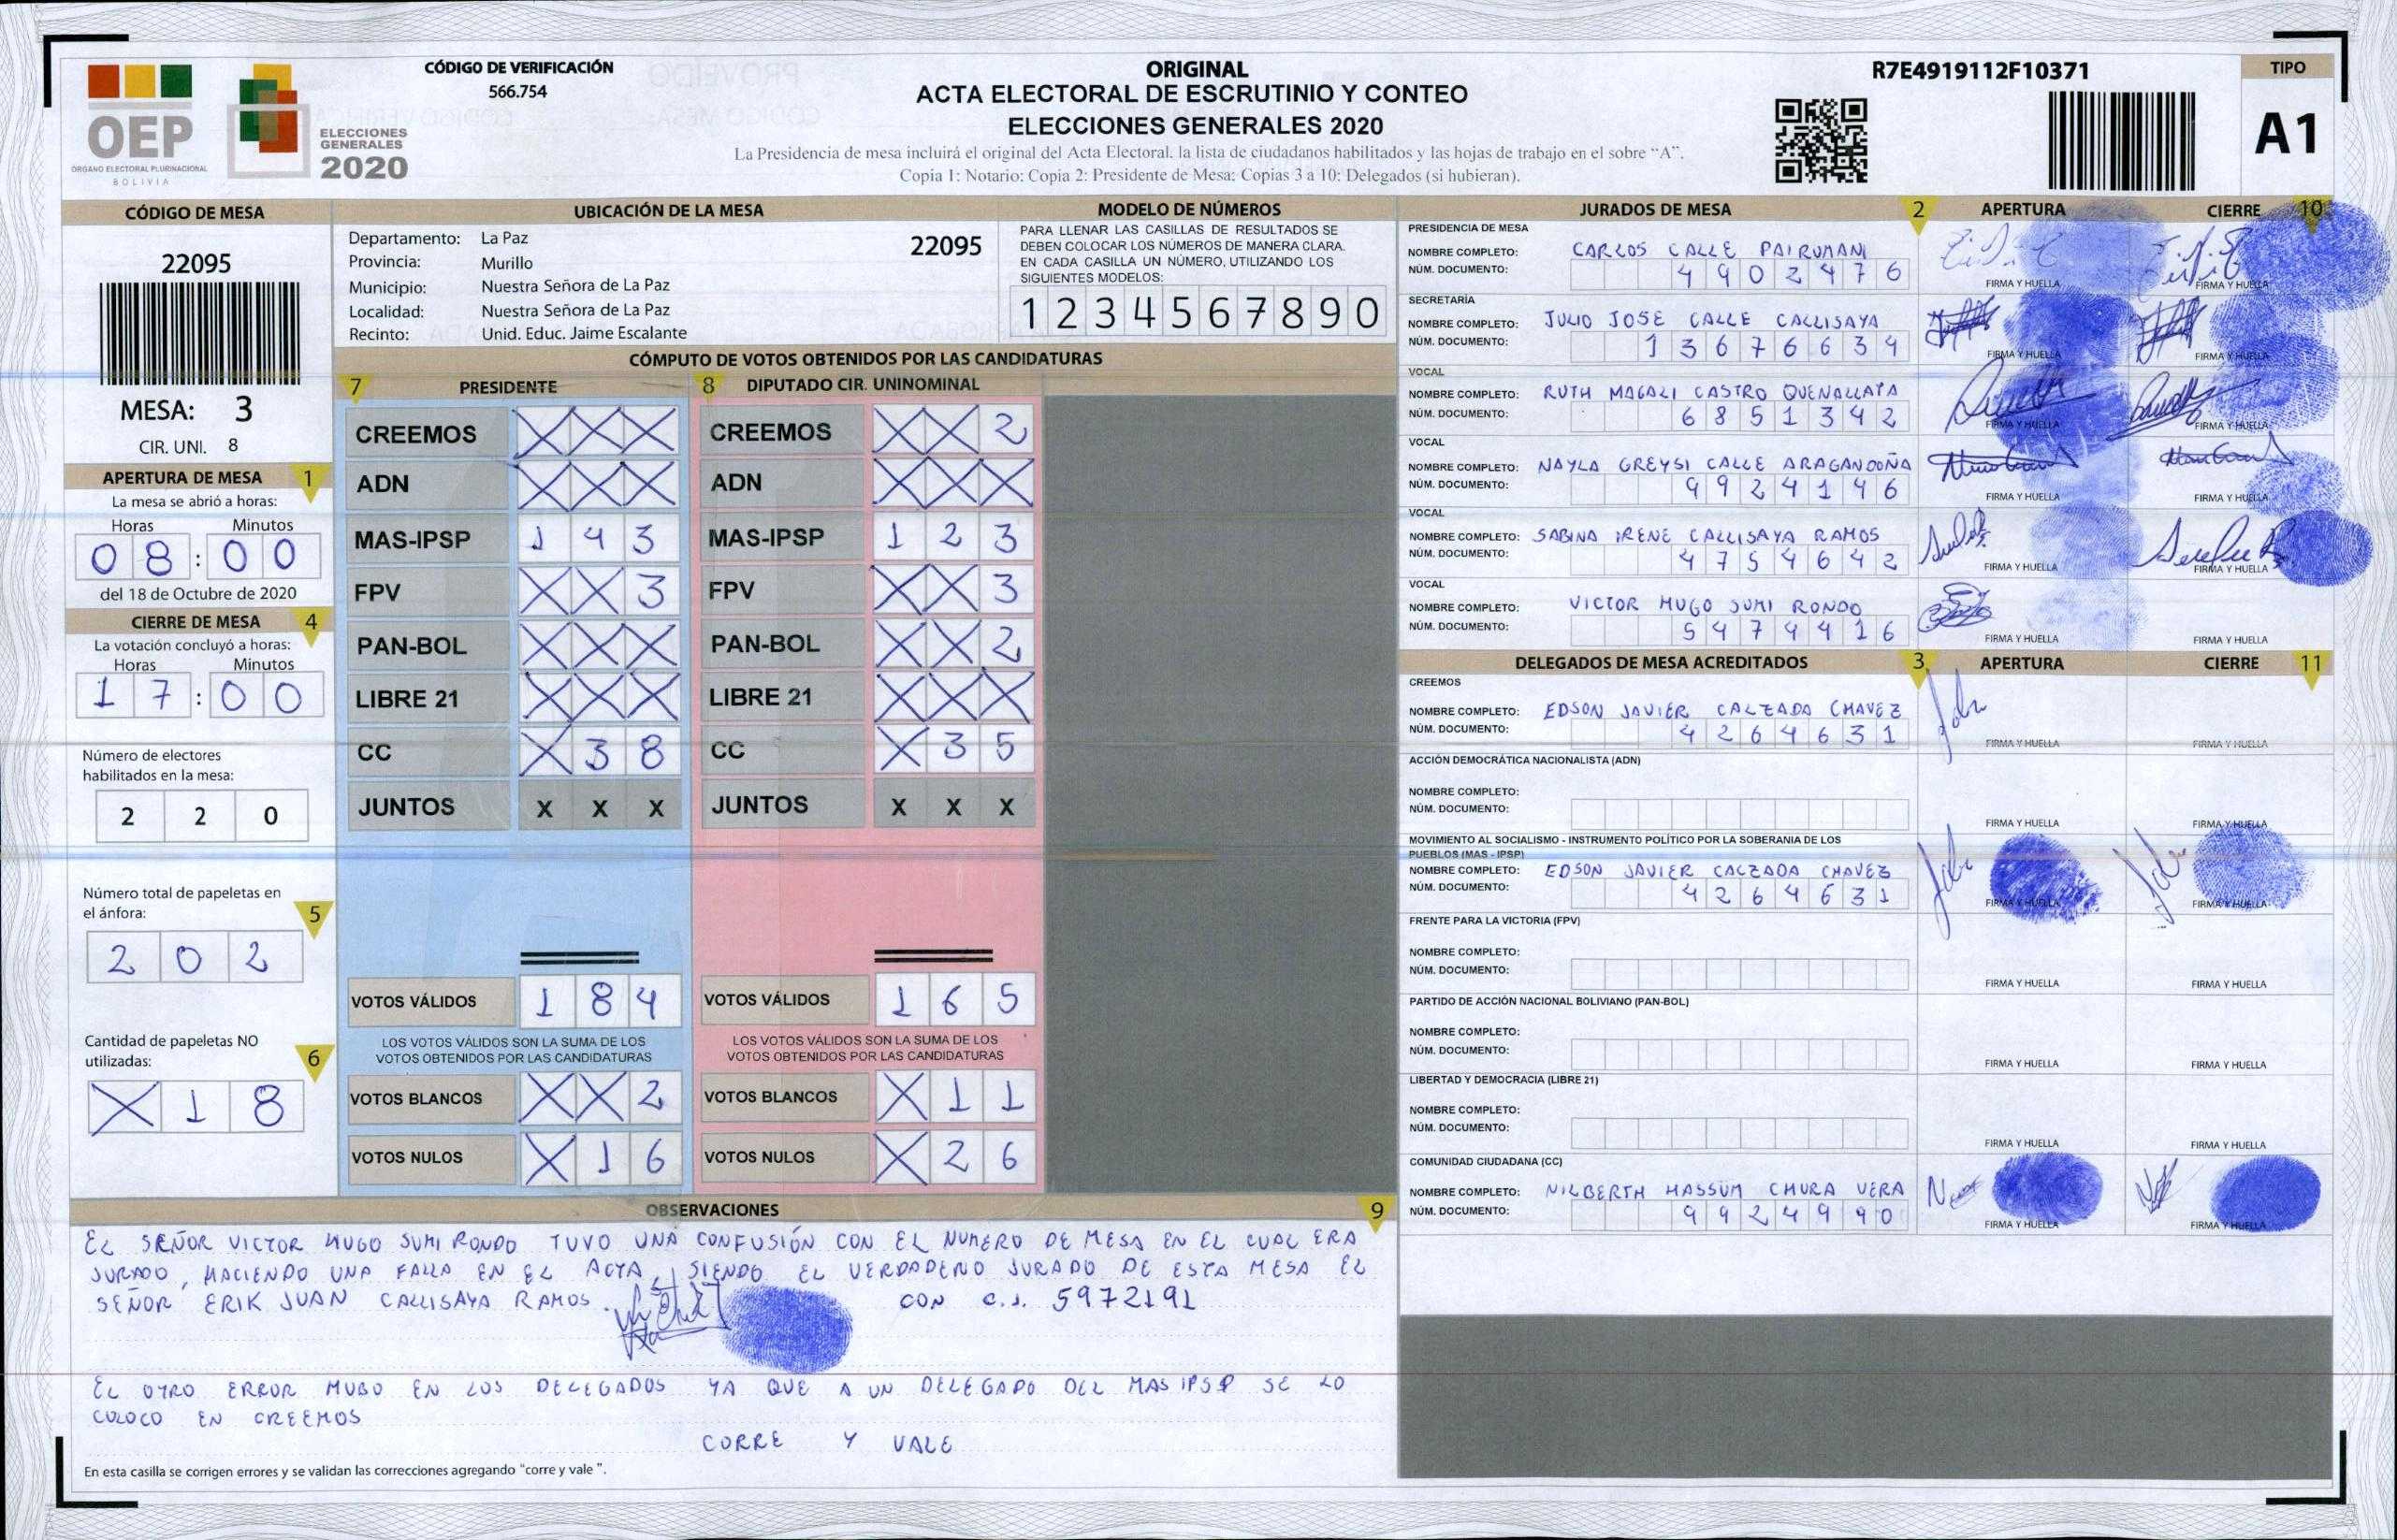 OEP
ÓRGANO ELECTORAL PLURINACIONAL
BOLIVIA
ELECCIONES
GENERALES
2020
CÓDIGO DE VERIFICACIÓN
566.754
ORIGINAL
ACTA ELECTORAL DE ESCRUTINIO Y CONTEO
ELECCIONES GENERALES 2020
La Presidencia de mesa incluirá el original del Acta Electoral, la lista de ciudadanos habilitados y las hojas de trabajo en el sobre “A”.
Copia 1: Notario; Copia 2: Presidente de Mesa; Copias 3 a 10: Delegados (si hubieran).
R7E4919112F10371
TIPO
A1
CÓDIGO DE MESA
22095
MESA: 3
CIR. UNI. 8
APERTURA DE MESA 1
La mesa se abrió a horas:
Horas Minutos
08:00
del 18 de Octubre de 2020
CIERRE DE MESA 4
La votación concluyó a horas:
Horas Minutos
17:00
Número de electores
habilitados en la mesa:
2 2 0
Número total de papeletas en
el ánfora: 5
2 0 2
Cantidad de papeletas NO
utilizadas: 6
X 1 8
UBICACIÓN DE LA MESA
Departamento: La Paz 22095
Provincia: Murillo
Municipio: Nuestra Señora de La Paz
Localidad: Nuestra Señora de La Paz
Recinto: Unid. Educ. Jaime Escalante
MODELO DE NÚMEROS
PARA LLENAR LAS CASILLAS DE RESULTADOS SE
DEBEN COLOCAR LOS NÚMEROS DE MANERA CLARA.
EN CADA CASILLA UN NÚMERO, UTILIZANDO LOS
SIGUIENTES MODELOS:
1 2 3 4 5 6 7 8 9 0
CÓMPUTO DE VOTOS OBTENIDOS POR LAS CANDIDATURAS
7 PRESIDENTE
CREEMOS X X X
ADN X X X
MAS-IPSP 1 4 3
FPV X X 3
PAN-BOL X X X
LIBRE 21 X X X
CC X 3 8
JUNTOS X X X
VOTOS VÁLIDOS 1 8 4
LOS VOTOS VÁLIDOS SON LA SUMA DE LOS
VOTOS OBTENIDOS POR LAS CANDIDATURAS
VOTOS BLANCOS X X 2
VOTOS NULOS X 1 6
8 DIPUTADO CIR. UNINOMINAL
CREEMOS X X 2
ADN X X X
MAS-IPSP 1 2 3
FPV X X 3
PAN-BOL X X 2
LIBRE 21 X X X
CC X 3 5
JUNTOS X X X
VOTOS VÁLIDOS 1 6 5
LOS VOTOS VÁLIDOS SON LA SUMA DE LOS
VOTOS OBTENIDOS POR LAS CANDIDATURAS
VOTOS BLANCOS X 1 1
VOTOS NULOS X 2 6
OBSERVACIONES 9
EL SEÑOR VICTOR HUGO SUMI RONDO TUVO UNA CONFUSIÓN CON EL NUMERO DE MESA EN EL CUAL ERA
JURADO, HACIENDO UNA FALLA EN EL ACTA, SIENDO EL VERDADERO JURADO DE ESTA MESA EL
SEÑOR ERIK JUAN CALLISAYA RAMOS. CON C.I. 5972191
EL OTRO ERROR HUBO EN LOS DELEGADOS YA QUE A UN DELEGADO DEL MAS IPSP SE LO
COLOCO EN CREEMOS
CORRE Y VALE
En esta casilla se corrigen errores y se validan las correcciones agregando “corre y vale ”.
JURADOS DE MESA 2 APERTURA CIERRE 10
PRESIDENCIA DE MESA
NOMBRE COMPLETO: CARLOS CALLE PAIRUMANI
NÚM. DOCUMENTO: 4902476
FIRMA Y HUELLA FIRMA Y HUELLA
SECRETARÍA
NOMBRE COMPLETO: JULIO JOSE CALLE CALLISAYA
NÚM. DOCUMENTO: 13676634
FIRMA Y HUELLA FIRMA Y HUELLA
VOCAL
NOMBRE COMPLETO: RUTH MAGALI CASTRO QUENALLATA
NÚM. DOCUMENTO: 6851342
FIRMA Y HUELLA FIRMA Y HUELLA
VOCAL
NOMBRE COMPLETO: NAYLA GREYSI CALLE ARAGANDOÑA
NÚM. DOCUMENTO: 9924146
FIRMA Y HUELLA FIRMA Y HUELLA
VOCAL
NOMBRE COMPLETO: SABINA IRENE CALLISAYA RAMOS
NÚM. DOCUMENTO: 4754642
FIRMA Y HUELLA FIRMA Y HUELLA
VOCAL
NOMBRE COMPLETO: VICTOR HUGO SUMI RONDO
NÚM. DOCUMENTO: 5474416
FIRMA Y HUELLA FIRMA Y HUELLA
DELEGADOS DE MESA ACREDITADOS 3 APERTURA CIERRE 11
CREEMOS
NOMBRE COMPLETO: EDSON JAVIER CALZADA CHAVEZ
NÚM. DOCUMENTO: 4264631
FIRMA Y HUELLA FIRMA Y HUELLA
ACCIÓN DEMOCRÁTICA NACIONALISTA (ADN)
NOMBRE COMPLETO:
NÚM. DOCUMENTO:
FIRMA Y HUELLA FIRMA Y HUELLA
MOVIMIENTO AL SOCIALISMO - INSTRUMENTO POLÍTICO POR LA SOBERANIA DE LOS
PUEBLOS (MAS - IPSP)
NOMBRE COMPLETO: EDSON JAVIER CALZADA CHAVEZ
NÚM. DOCUMENTO: 4264631
FIRMA Y HUELLA FIRMA Y HUELLA
FRENTE PARA LA VICTORIA (FPV)
NOMBRE COMPLETO:
NÚM. DOCUMENTO:
FIRMA Y HUELLA FIRMA Y HUELLA
PARTIDO DE ACCIÓN NACIONAL BOLIVIANO (PAN-BOL)
NOMBRE COMPLETO:
NÚM. DOCUMENTO:
FIRMA Y HUELLA FIRMA Y HUELLA
LIBERTAD Y DEMOCRACIA (LIBRE 21)
NOMBRE COMPLETO:
NÚM. DOCUMENTO:
FIRMA Y HUELLA FIRMA Y HUELLA
COMUNIDAD CIUDADANA (CC)
NOMBRE COMPLETO: NILBERTH HASSUM CHURA VERA
NÚM. DOCUMENTO: 9924990
FIRMA Y HUELLA FIRMA Y HUELLA